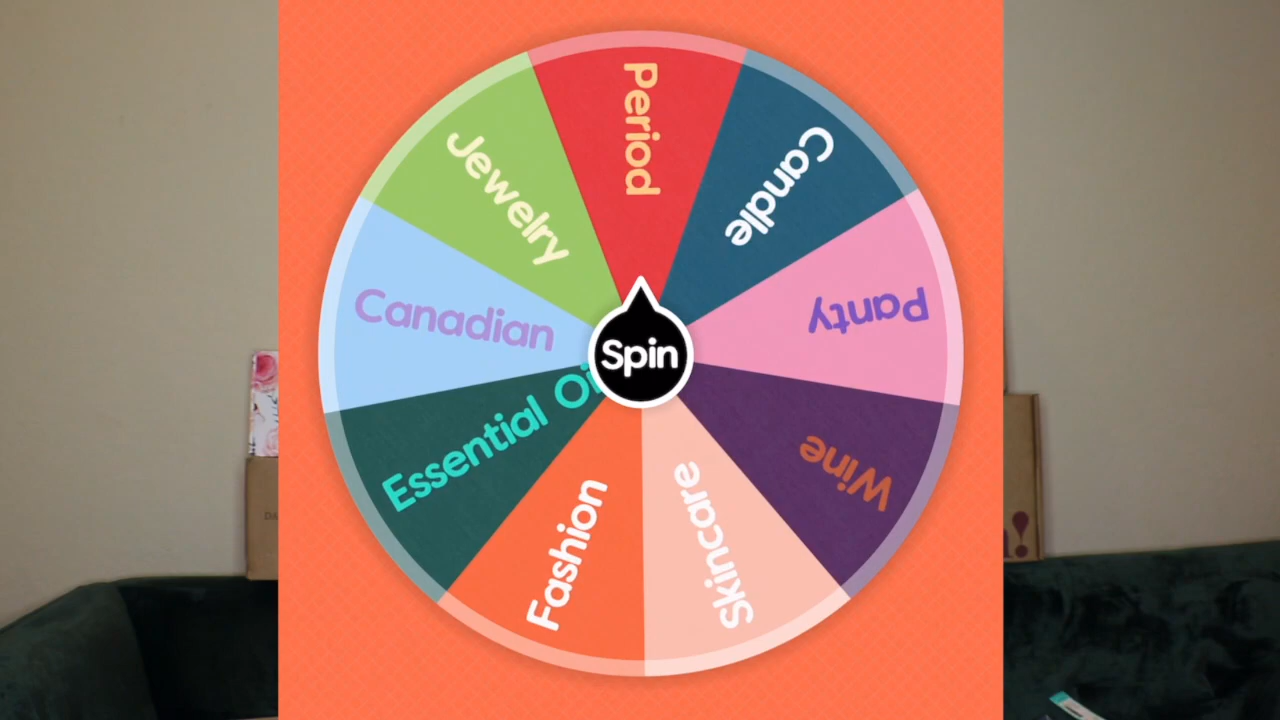 Period
Candle
Panty
Wine
Skincare
Fashion
Essential Oi
Canadian
Jewelry
Spin